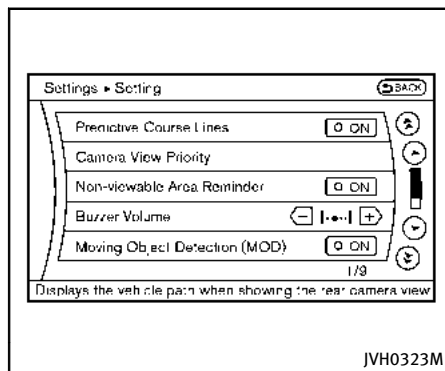 Settings ▸ Setting
BACK
Predictive Course Lines
ON
Camera View Priority
Non-viewable Area Reminder
ON
Buzzer Volume
Moving Object Detection (MOD)
ON
1/9
Displays the vehicle path when showing the rear camera view
JVH0323M